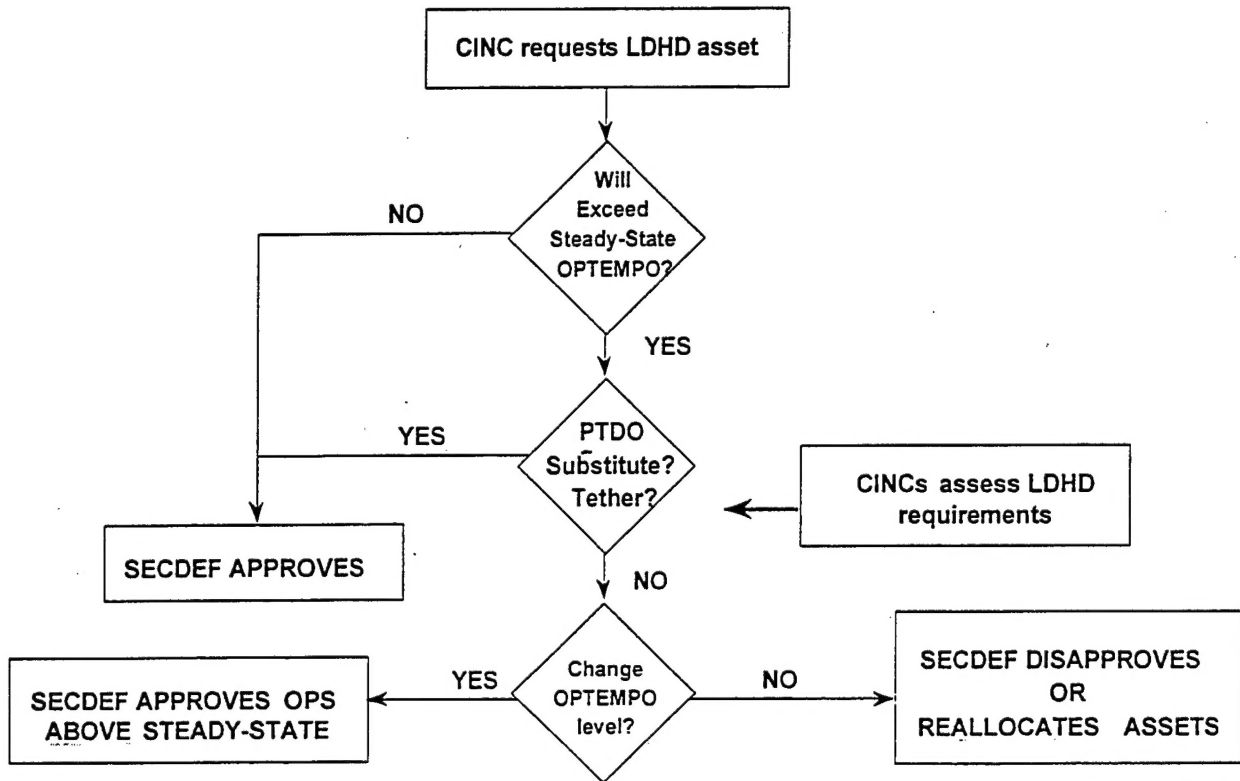 CINC requests LDHD asset
Will
Exceed
Steady-State
OPTEMPO?
NO
YES
PTDO
Substitute?
Tether?
YES
CINCs assess LDHD
requirements
SECDEF APPROVES
NO
Change
OPTEMPO
level?
YES
NO
SECDEF APPROVES OPS
ABOVE STEADY-STATE
SECDEF DISAPPROVES
OR
REALLOCATES ASSETS